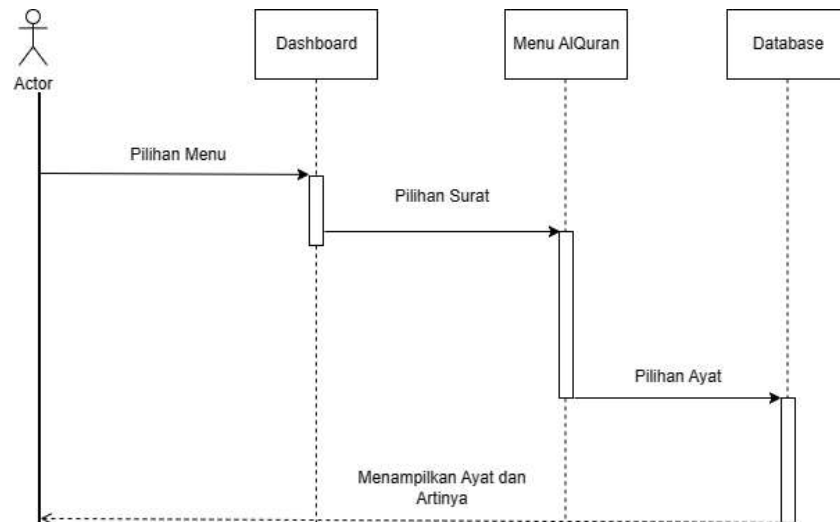 Actor
Dashboard
Menu AlQuran
Database
Pilihan Menu
Pilihan Surat
Pilihan Ayat
Menampilkan Ayat dan
Artinya